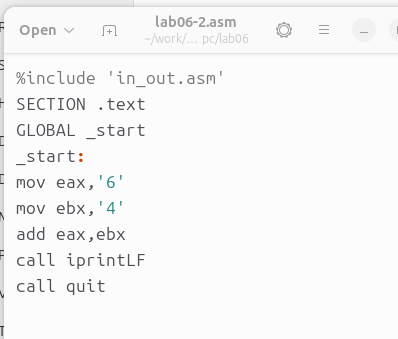 lab06-2.asm
Open
~/work/… pc/lab06
%include 'in_out.asm'
SECTION .text
GLOBAL _start
_start:
mov eax,'6'
mov ebx,'4'
add eax,ebx
call iprintLF
call quit